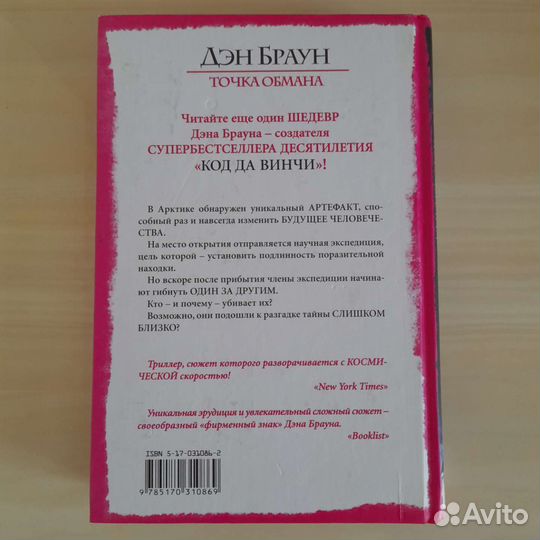 ДЭН БРАУН
ТОЧКА ОБМАНА
Читайте еще один ШЕДЕВР
Дэна Брауна – создателя
СУПЕРБЕСТСЕЛЛЕРА ДЕСЯТИЛЕТИЯ
«КОД ДА ВИНЧИ»!
В Арктике обнаружен уникальный АРТЕФАКТ, спо-
собный раз и навсегда изменить БУДУЩЕЕ ЧЕЛОВЕЧЕ-
СТВА.
На место открытия отправляется научная экспедиция,
цель которой – установить подлинность поразительной
находки.
Но вскоре после прибытия члены экспедиции начина-
ют гибнуть ОДИН ЗА ДРУГИМ.
Кто – и почему – убивает их?
Возможно, они подошли к разгадке тайны СЛИШКОМ
БЛИЗКО?
Триллер, сюжет которого разворачивается с КОСМИ-
ЧЕСКОЙ скоростью!
«New York Times»
Уникальная эрудиция и увлекательный сложный сюжет –
своеобразный "фирменный знак" Дэна Брауна.
«Booklist»
ISBN 5-17-031086-2
9 785170 310869
Avito